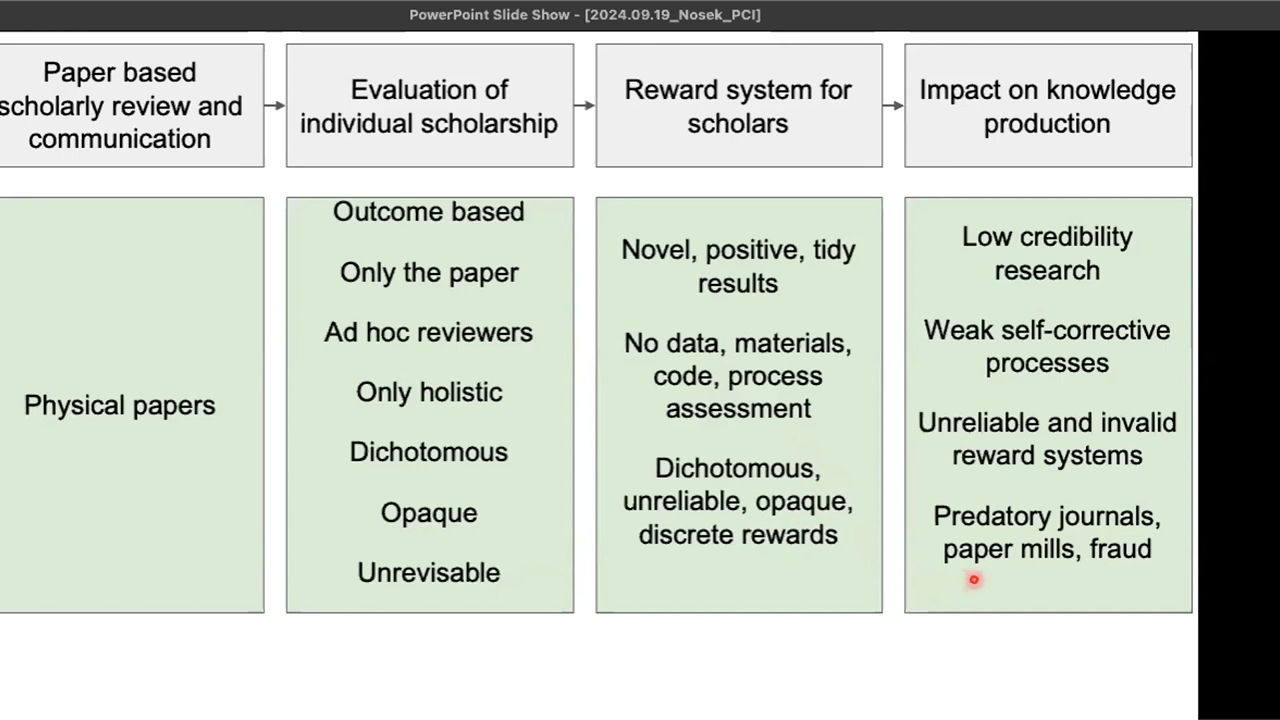 PowerPoint Slide Show - [2024.09.19_Nosek_PCI]
Paper based
scholarly review and
communication
Evaluation of
individual scholarship
Reward system for
scholars
Impact on knowledge
production
Physical papers
Outcome based
Only the paper
Ad hoc reviewers
Only holistic
Dichotomous
Opaque
Unrevisable
Novel, positive, tidy
results
No data, materials,
code, process
assessment
Dichotomous,
unreliable, opaque,
discrete rewards
Low credibility
research
Weak self-corrective
processes
Unreliable and invalid
reward systems
Predatory journals,
paper mills, fraud